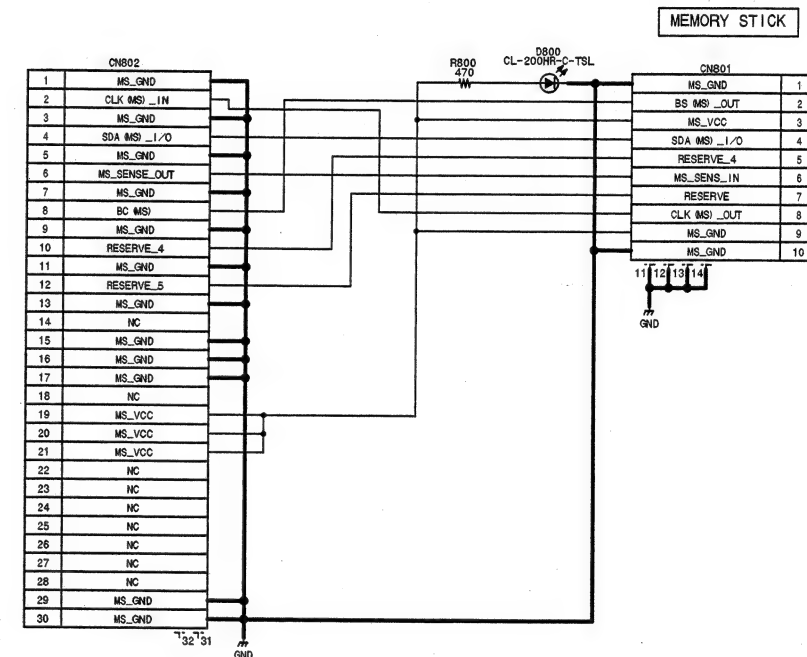 MEMORY STICK
CN802
1 MS_GND
2 CLK (MS) _IN
3 MS_GND
4 SDA (MS) _I/O
5 MS_GND
6 MS_SENSE_OUT
7 MS_GND
8 BC (MS)
9 MS_GND
10 RESERVE_4
11 MS_GND
12 RESERVE_5
13 MS_GND
14 NC
15 MS_GND
16 MS_GND
17 MS_GND
18 NC
19 MS_VCC
20 MS_VCC
21 MS_VCC
22 NC
23 NC
24 NC
25 NC
26 NC
27 NC
28 NC
29 MS_GND
30 MS_GND
32 31
GND
R800
470
D800
CL-200HR-C-TSL
CN801
MS_GND 1
BS (MS) _OUT 2
MS_VCC 3
SDA (MS) _I/O 4
RESERVE_4 5
MS_SENS_IN 6
RESERVE 7
CLK (MS) _OUT 8
MS_GND 9
MS_GND 10
11 12 13 14
GND